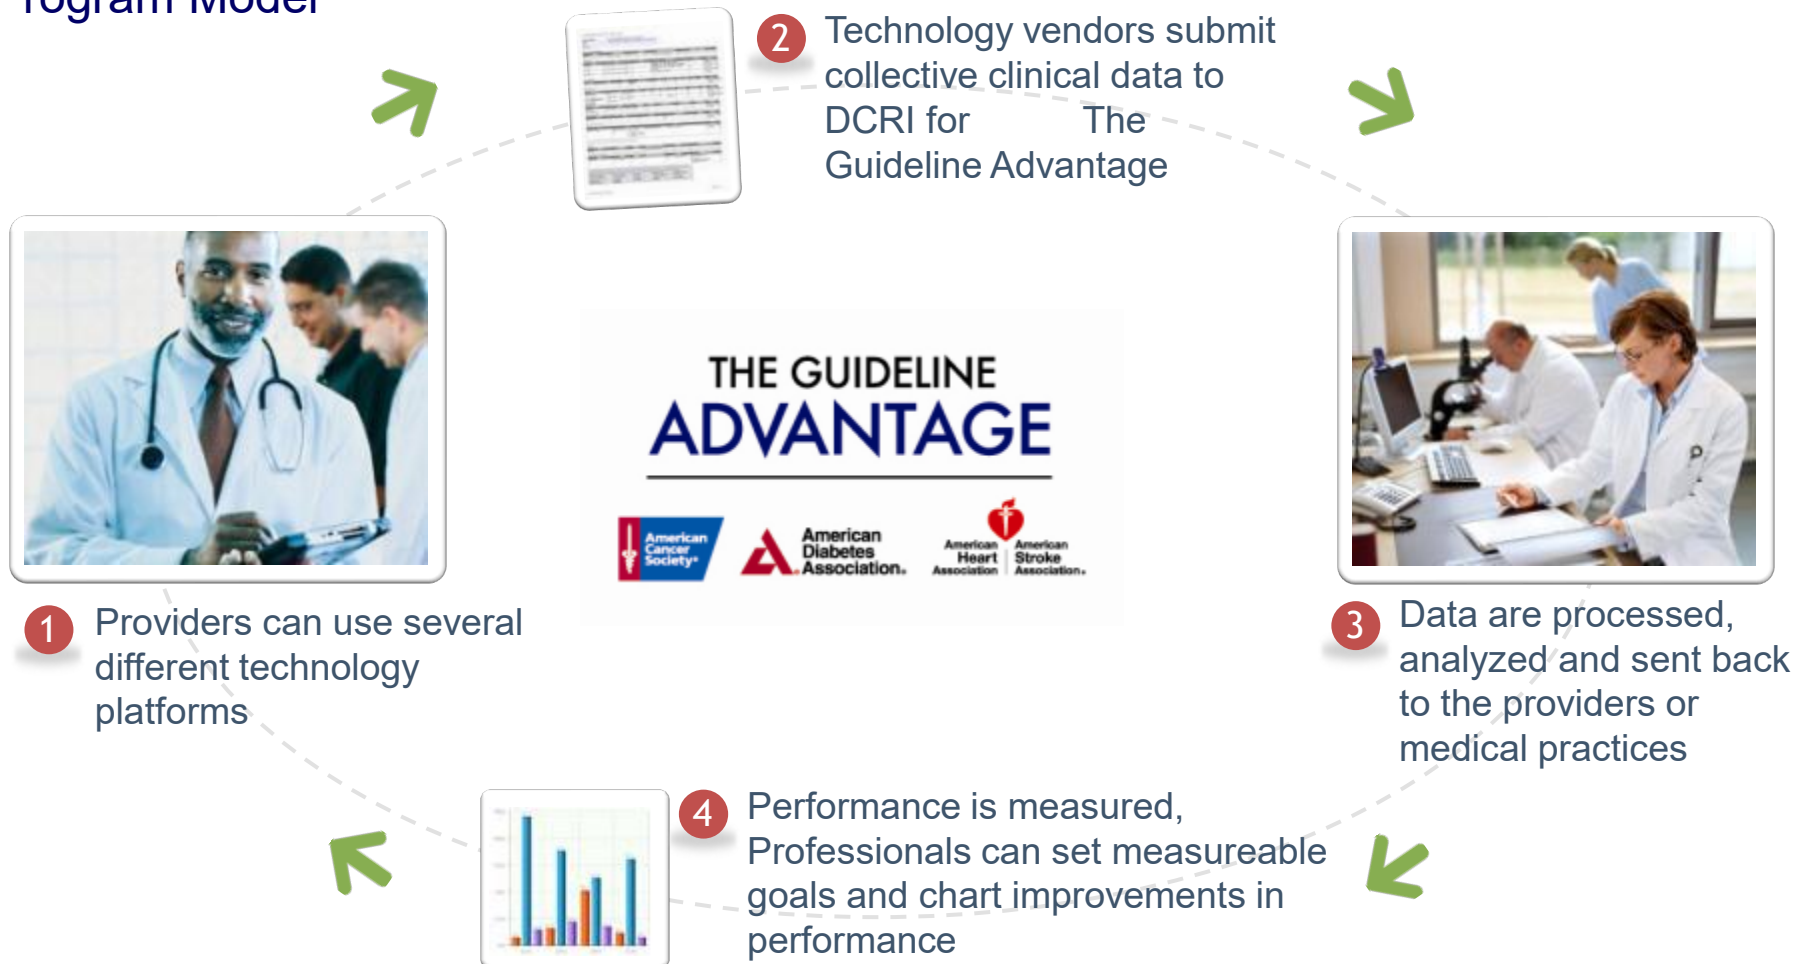 rogram Model
2 Technology vendors submit
collective clinical data to
DCRI for The
Guideline Advantage
THE GUIDELINE
ADVANTAGE
American
Cancer
Society®
American
Diabetes
Association®
American
Heart
Association
American
Stroke
Association®
1 Providers can use several
different technology
platforms
3 Data are processed,
analyzed and sent back
to the providers or
medical practices
4 Performance is measured,
Professionals can set measureable
goals and chart improvements in
performance